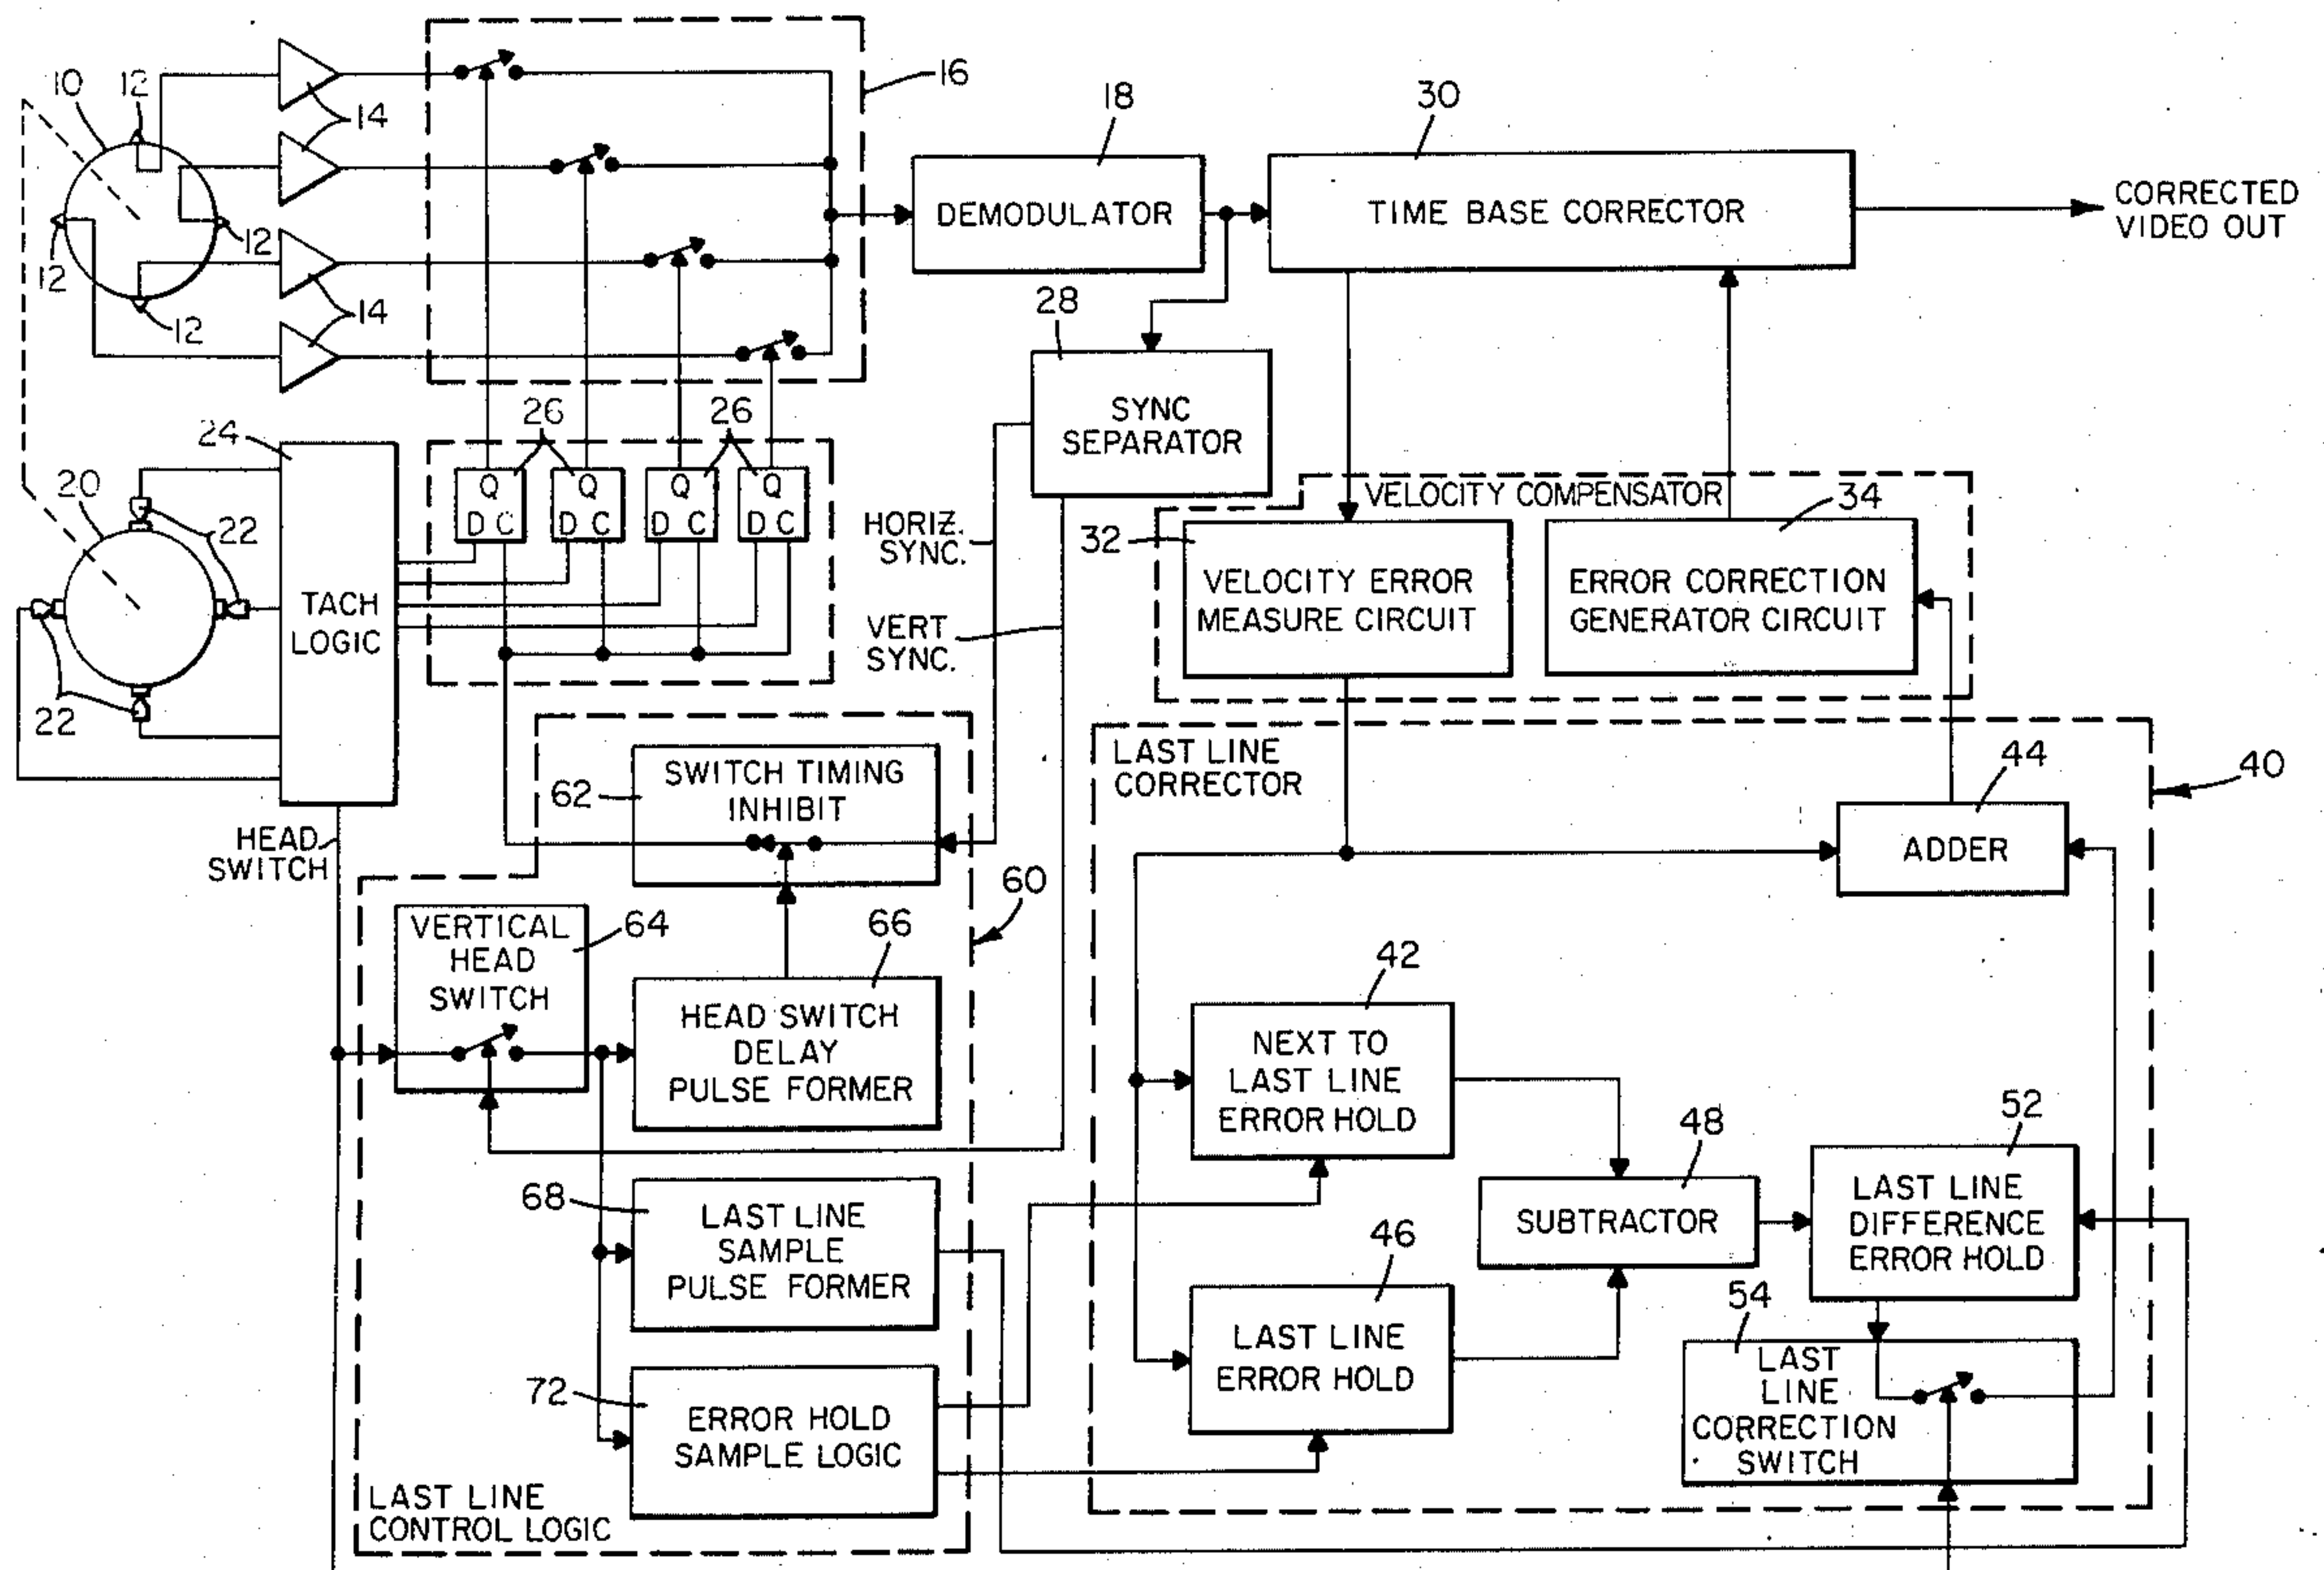 10
12
12
12
12
14
14
16
18
DEMODULATOR
30
TIME BASE CORRECTOR
CORRECTED
VIDEO OUT
28
SYNC
SEPARATOR
24
TACH
LOGIC
20
22
22
26
26
Q
D C
Q
D C
Q
D C
Q
D C
HORIZ.
SYNC.
VERT
SYNC.
VELOCITY COMPENSATOR
32
VELOCITY ERROR
MEASURE CIRCUIT
34
ERROR CORRECTION
GENERATOR CIRCUIT
HEAD
SWITCH
62
SWITCH TIMING
INHIBIT
60
64
VERTICAL
HEAD
SWITCH
66
HEAD SWITCH
DELAY
PULSE FORMER
68
LAST LINE
SAMPLE
PULSE FORMER
72
ERROR HOLD
SAMPLE LOGIC
LAST LINE
CONTROL LOGIC
LAST LINE
CORRECTOR
40
44
ADDER
42
NEXT TO
LAST LINE
ERROR HOLD
46
LAST LINE
ERROR HOLD
48
SUBTRACTOR
52
LAST LINE
DIFFERENCE
ERROR HOLD
54
LAST
LINE
CORRECTION
SWITCH